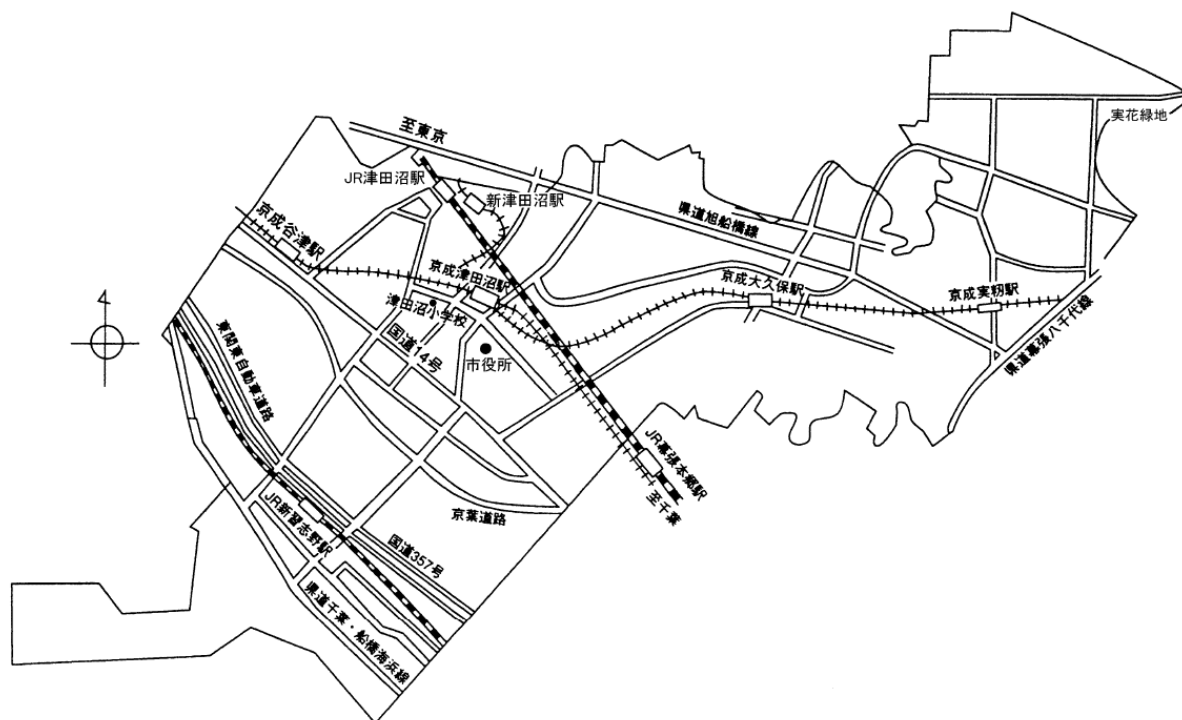 実花緑地
至東京
JR津田沼駅
新津田沼駅
県道旭船橋線
京成谷津駅
京成津田沼駅
京成大久保駅
京成実籾駅
津田沼小学校
国道14号
市役所
県道幕張八千代線
東関東自動車道路
JR幕張本郷駅
至千葉
京葉道路
JR新習志野駅
国道357号
県道千葉・船橋海浜線
4